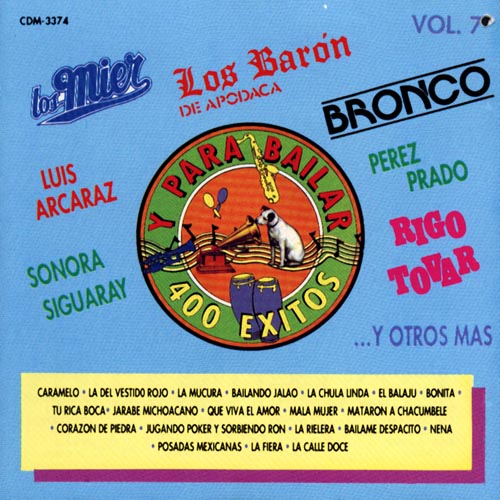 CDM-3374
VOL. 7
los Mier
Los Barón
DE APODACA
BRONCO
LUIS
ARCARAZ
PEREZ
PRADO
Y PARA BAILAR
400 EXITOS
SONORA
SIGUARAY
RIGO
TOVAR
...Y OTROS MAS
CARAMELO · LA DEL VESTIDO ROJO · LA MUCURA · BAILANDO JALAO · LA CHULA LINDA · EL BALAJU · BONITA ·
TU RICA BOCA · JARABE MICHOACANO · QUE VIVA EL AMOR · MALA MUJER · MATARON A CHACUMBELE
· CORAZON DE PIEDRA · JUGANDO POKER Y SORBIENDO RON · LA RIELERA · BAILAME DESPACITO · NENA ·
POSADAS MEXICANAS · LA FIERA · LA CALLE DOCE